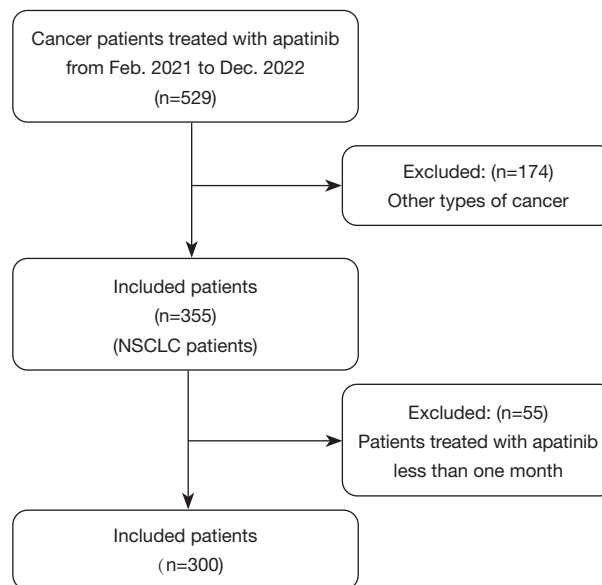 Cancer patients treated with apatinib
from Feb. 2021 to Dec. 2022
(n=529)
Excluded: (n=174)
Other types of cancer
Included patients
(n=355)
(NSCLC patients)
Excluded: (n=55)
Patients treated with apatinib
less than one month
Included patients
（n=300)